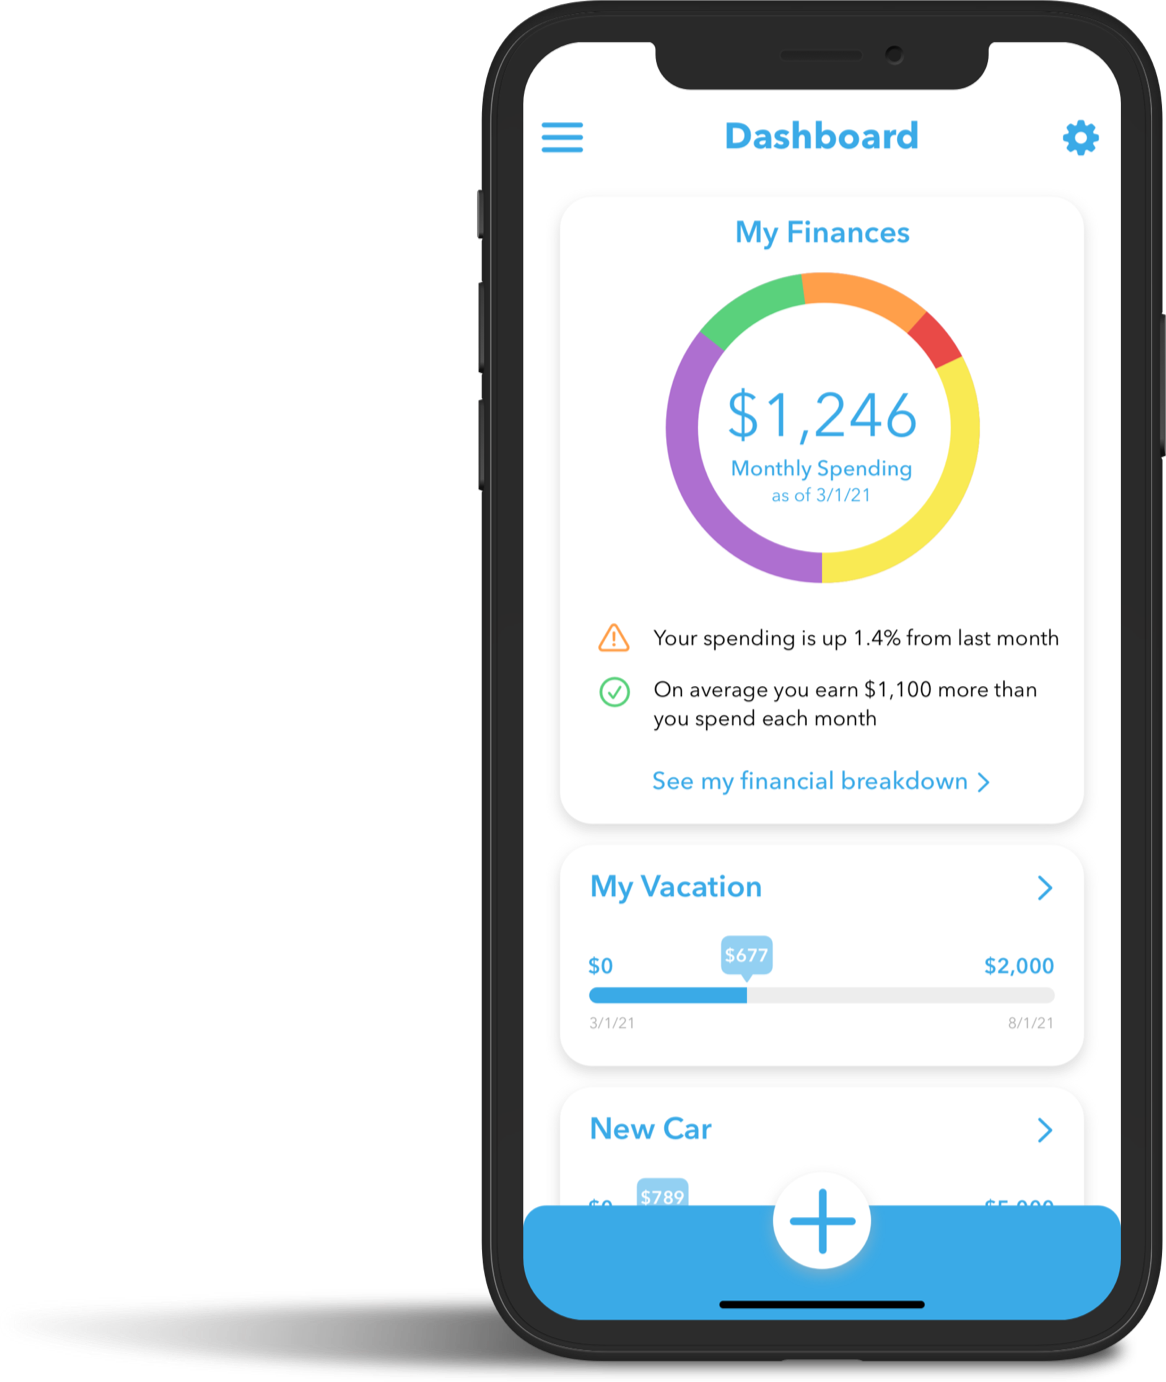 Dashboard
My Finances
$1,246
Monthly Spending
as of 3/1/21
Your spending is up 1.4% from last month
On average you earn $1,100 more than
you spend each month
See my financial breakdown
My Vacation
$677
$0 $2,000
3/1/21 8/1/21
New Car
$789
$0